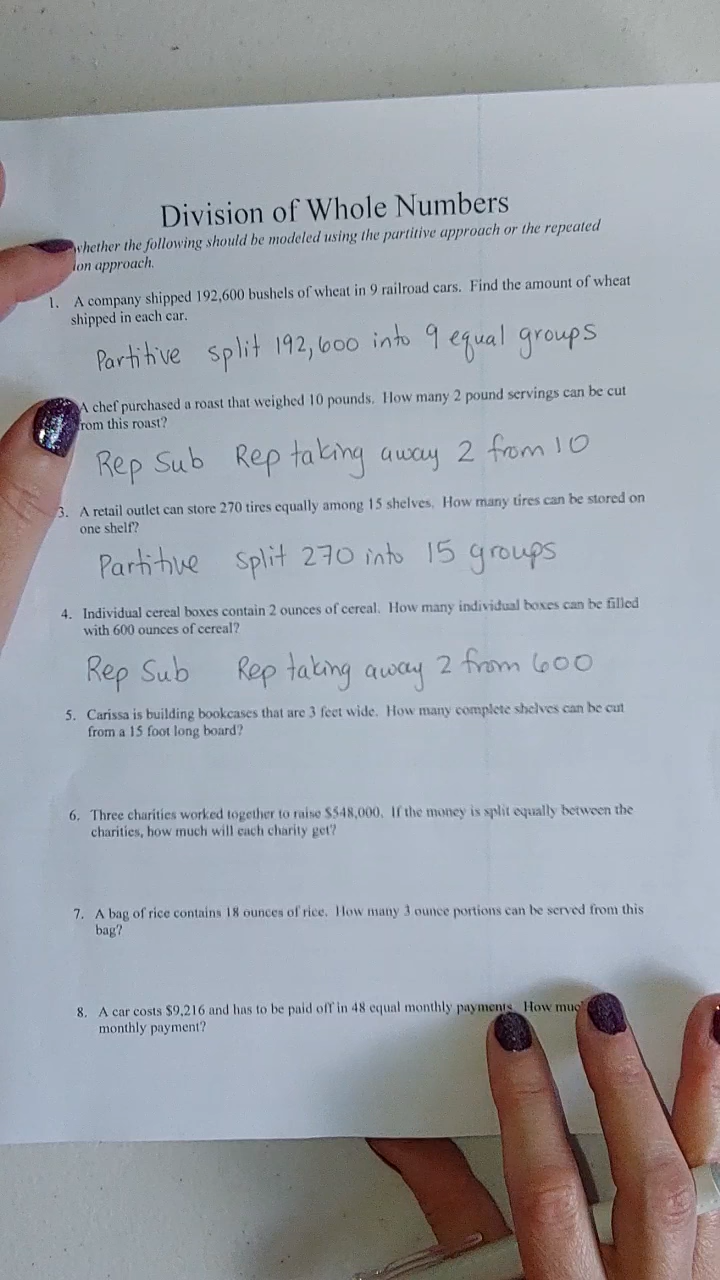 Division of Whole Numbers
whether the following should be modeled using the partitive approach or the repeated
approach.
1. A company shipped 192,600 bushels of wheat in 9 railroad cars. Find the amount of wheat
shipped in each car.
Partitive split 192,600 into 9 equal groups
A chef purchased a roast that weighed 10 pounds. How many 2 pound servings can be cut
rom this roast?
Rep Sub Rep taking away 2 from 10
3. A retail outlet can store 270 tires equally among 15 shelves. How many tires can be stored on
one shelf?
Partitive split 270 into 15 groups
4. Individual cereal boxes contain 2 ounces of cereal. How many individual boxes can be filled
with 600 ounces of cereal?
Rep Sub Rep taking away 2 from 600
5. Carissa is building bookcases that are 3 feet wide. How many complete shelves can be cut
from a 15 foot long board?
6. Three charities worked together to raise $548,000. If the money is split equally between the
charities, how much will each charity get?
7. A bag of rice contains 18 ounces of rice. How many 3 ounce portions can be served from this
bag?
8. A car costs $9,216 and has to be paid off in 48 equal monthly payments. How muc
monthly payment?